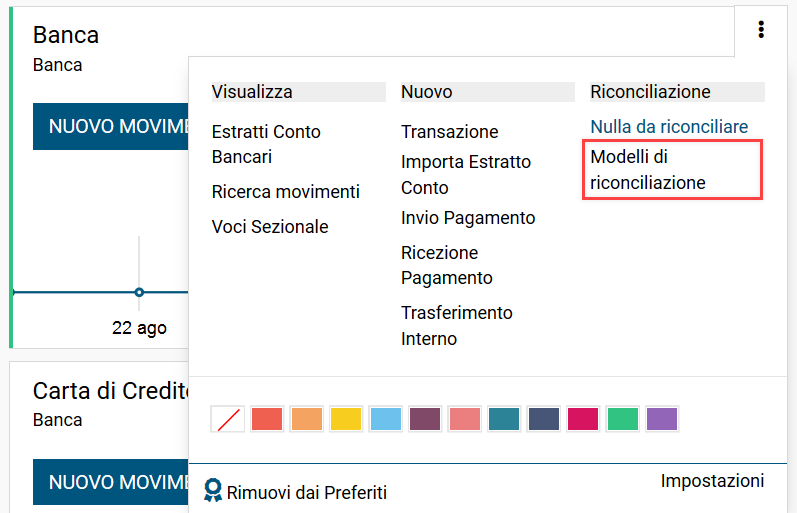 Banca
Banca
NUOVO MOVIME
22 ago
Carta di Credito
Banca
NUOVO MOVIME
Visualizza
Estratti Conto
Bancari
Ricerca movimenti
Voci Sezionale
Nuovo
Transazione
Importa Estratto
Conto
Invio Pagamento
Ricezione
Pagamento
Trasferimento
Interno
Riconciliazione
Nulla da riconciliare
Modelli di
riconciliazione
Rimuovi dai Preferiti
Impostazioni